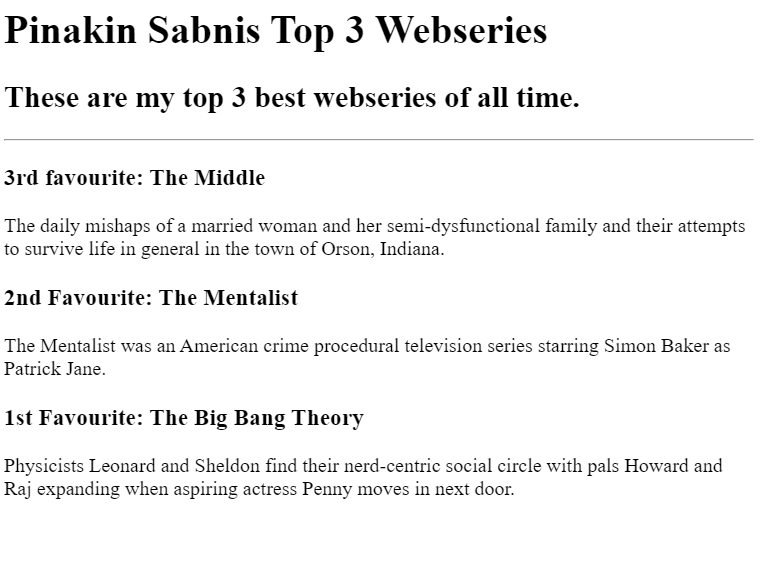 Pinakin Sabnis Top 3 Webseries
These are my top 3 best webseries of all time.
3rd favourite: The Middle
The daily mishaps of a married woman and her semi-dysfunctional family and their attempts
to survive life in general in the town of Orson, Indiana.
2nd Favourite: The Mentalist
The Mentalist was an American crime procedural television series starring Simon Baker as
Patrick Jane.
1st Favourite: The Big Bang Theory
Physicists Leonard and Sheldon find their nerd-centric social circle with pals Howard and
Raj expanding when aspiring actress Penny moves in next door.